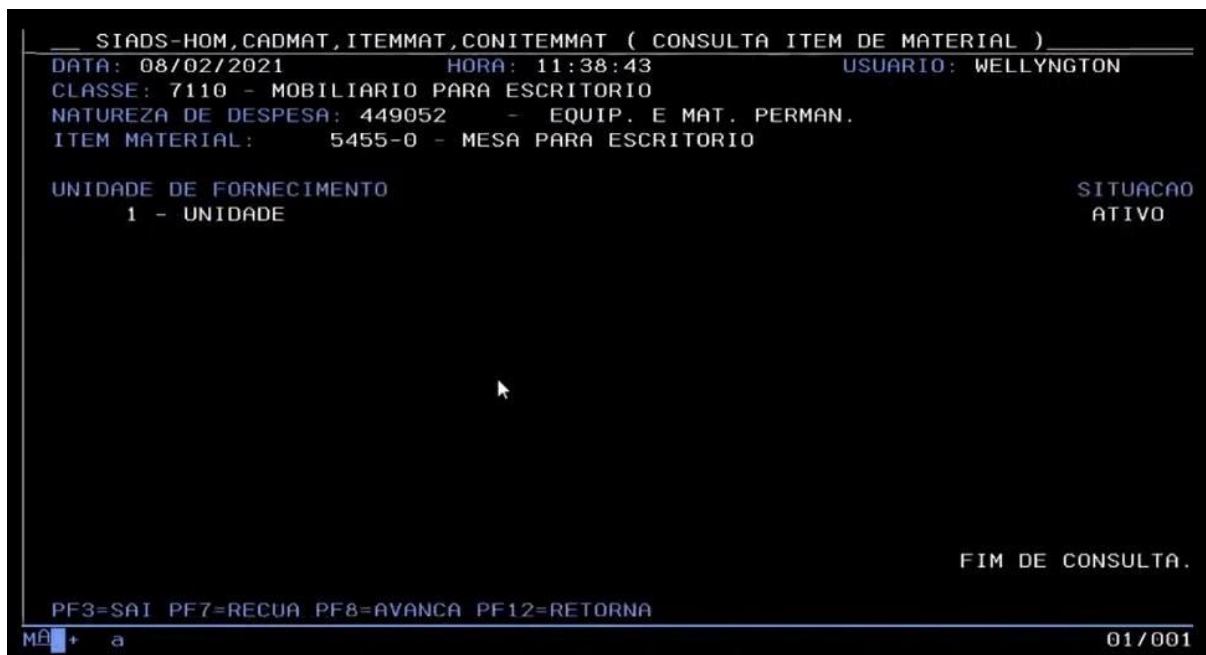 __ SIADS-HOM,CADMAT,ITEMMAT,CONITEMMAT ( CONSULTA ITEM DE MATERIAL )
DATA: 08/02/2021 HORA: 11:38:43 USUARIO: WELLYNGTON
CLASSE: 7110 - MOBILIARIO PARA ESCRITORIO
NATUREZA DE DESPESA: 449052 - EQUIP. E MAT. PERMAN.
ITEM MATERIAL: 5455-0 - MESA PARA ESCRITORIO
UNIDADE DE FORNECIMENTO SITUACAO
1 - UNIDADE ATIVO
FIM DE CONSULTA.
PF3=SAI PF7=RECUA PF8=AVANCA PF12=RETORNA
MA + a 01/001